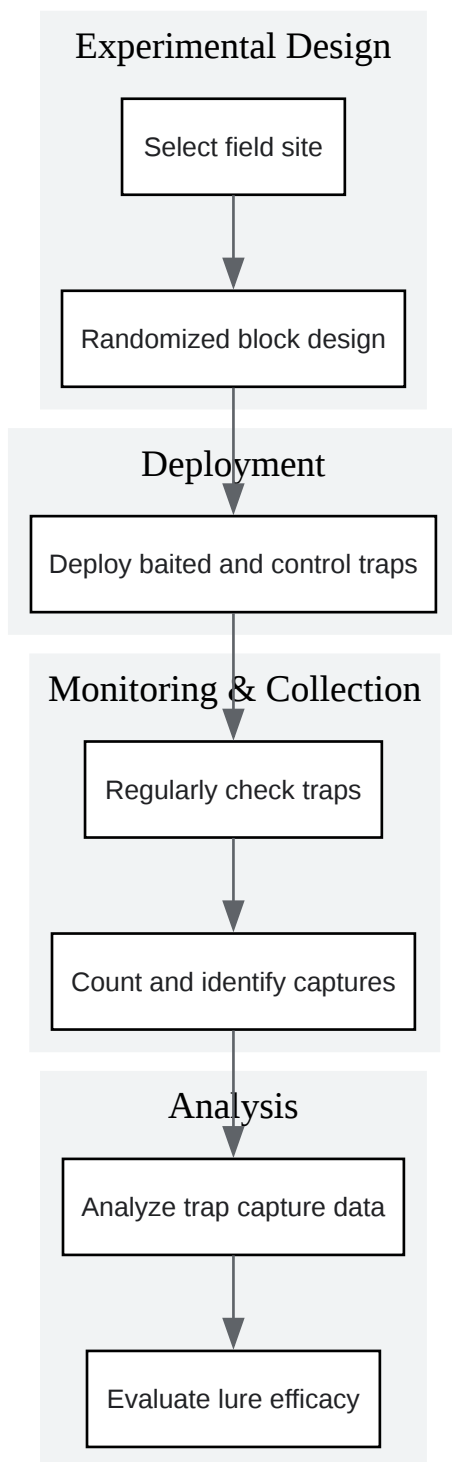 Experimental Design
Select field site
Randomized block design
Deployment
Deploy baited and control traps
Monitoring & Collection
Regularly check traps
Count and identify captures
Analysis
Analyze trap capture data
Evaluate lure efficacy